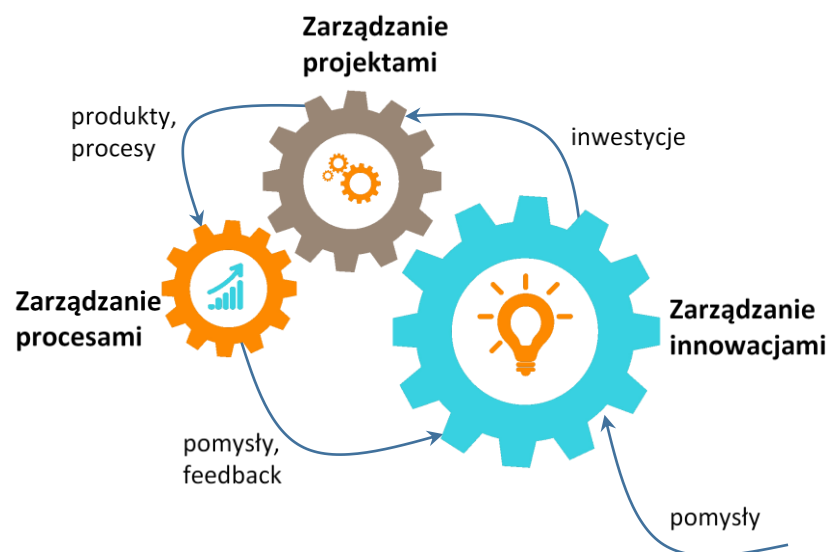 Zarządzanie
projektami
produkty,
procesy
inwestycje
Zarządzanie
procesami
Zarządzanie
innowacjami
pomysły,
feedback
pomysły